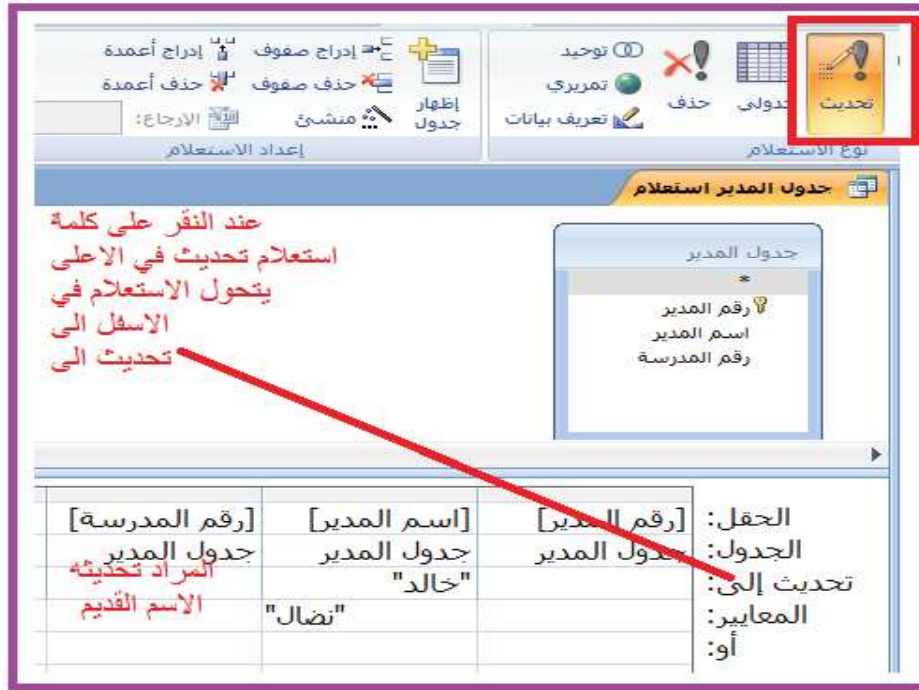 تحديث
جدولي
حذف
توحيد
تمريري
تعريف بيانات
نوع الاستعلام
إظهار جدول
إدراج صفوف
حذف صفوف
منشئ
إدراج أعمدة
حذف أعمدة
الارجاع:
إعداد الاستعلام
جدول المدير استعلام
جدول المدير
*
رقم المدير
اسم المدير
رقم المدرسة
عند النقر على كلمة
استعلام تحديث في الاعلى
يتحول الاستعلام في
الاسفل الى
تحديث الى
الحقل: [رقم المدير] [اسم المدير] [رقم المدرسة]
الجدول: جدول المدير جدول المدير جدول المدير
تحديث إلى: "خالد"
المعايير: "نضال"
أو:
المراد تحديثه
الاسم القديم